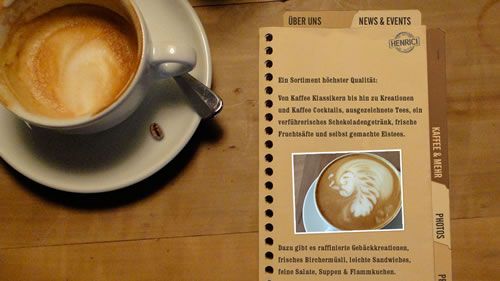 ÜBER UNS
NEWS & EVENTS
HENRICI
Ein Sortiment höchster Qualität:
Von Kaffee Klassikern bis hin zu Kreationen
und Kaffee Cocktails, ausgezeichnete Tees, ein
verführerisches Schokoladengetränk, frische
Fruchtsäfte und selbst gemachte Eistees.
KAFFEE & MEHR
PHOTOS
Dazu gibt es raffinierte Gebäckkreationen,
frisches Birchermüsli, leichte Sandwiches,
feine Salate, Suppen & Flammkuchen.